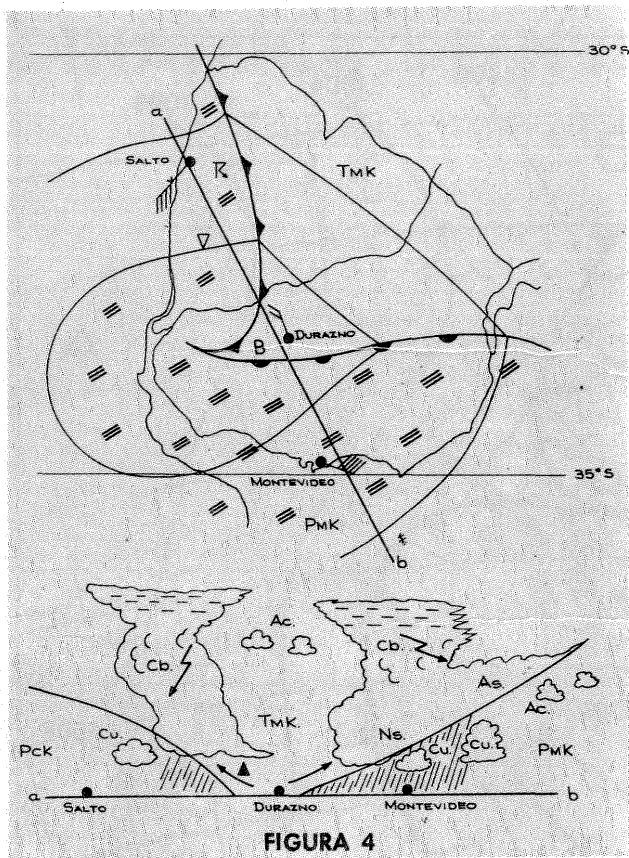 30°S
a
SALTO
TMK
DURAZNO
B
MONTEVIDEO
35°S
PMK
b
Ac.
Cb.
Cb.
As.
Ac.
TMK.
Ns.
Cu.
Cu.
Cu.
PCK
PMK
a
SALTO
DURAZNO
MONTEVIDEO
b
FIGURA 4